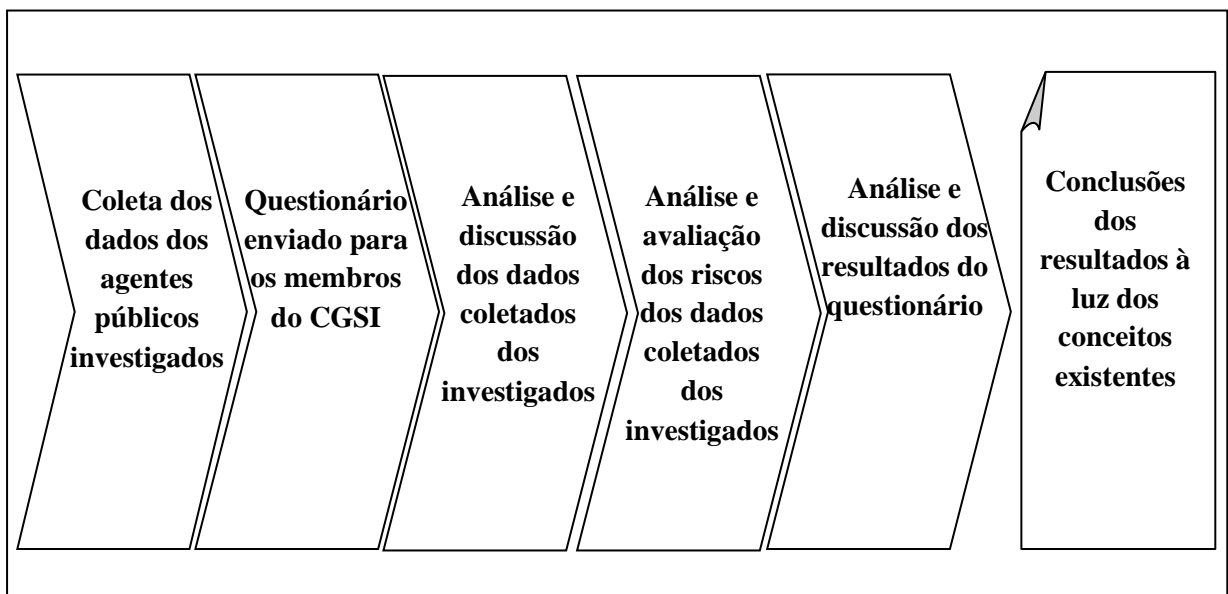 Coleta dos
dados dos
agentes
públicos
investigados
Questionário
enviado para
os membros
do CGSI
Análise e
discussão
dos dados
coletados
dos
investigados
Análise e
avaliação
dos riscos
dos dados
coletados
dos
investigados
Análise e
discussão dos
resultados do
questionário
Conclusões
dos
resultados à
luz dos
conceitos
existentes